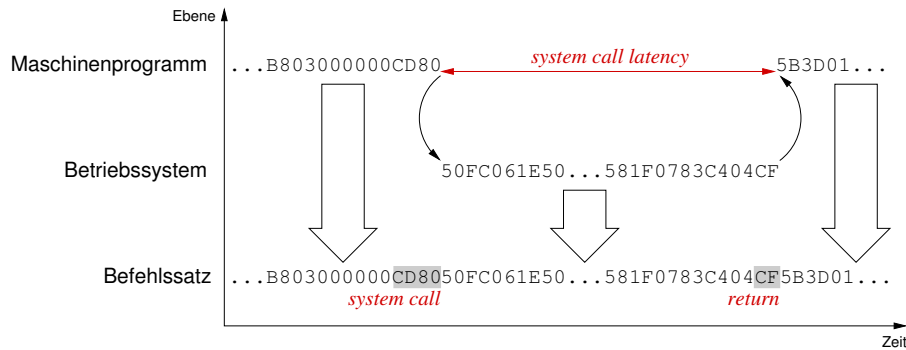 Ebene
Maschinenprogramm ...B803000000CD80 system call latency 5B3D01...
Betriebssystem 50FC061E50...581F0783C404CF
Befehlssatz ...B803000000CD8050FC061E50...581F0783C404CF5B3D01...
system call return
Zeit